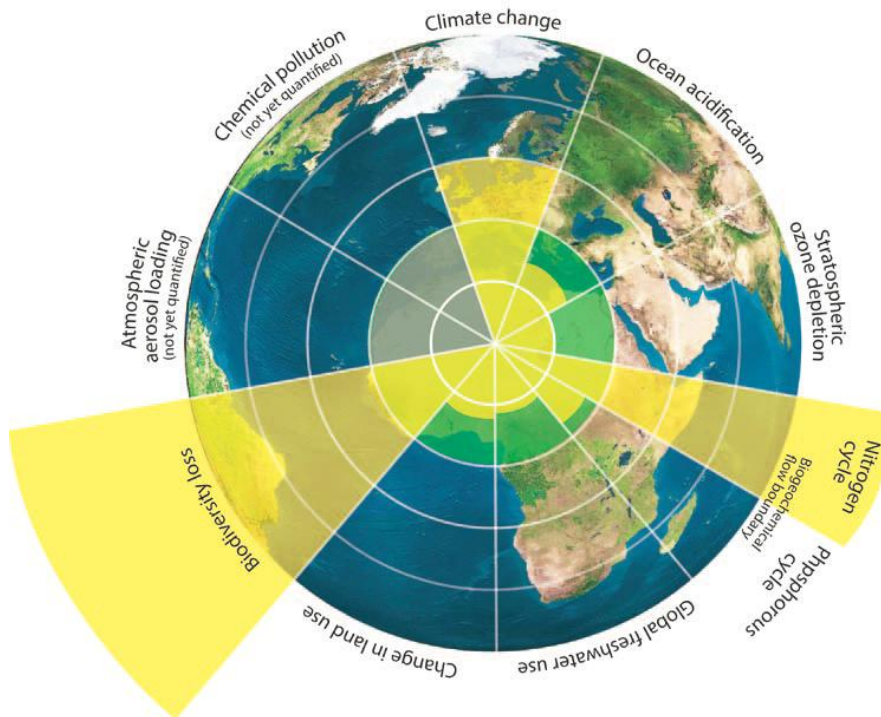 Climate change
Ocean acidification
Stratospheric
ozone depletion
Nitrogen
cycle
Biogeochemical
flow boundary
Phpsphorous
cycle
Global freshwater use
Change in land use
Biodiversity loss
Atmospheric
aerosol loading
(not yet quantified)
Chemical pollution
(not yet quantified)